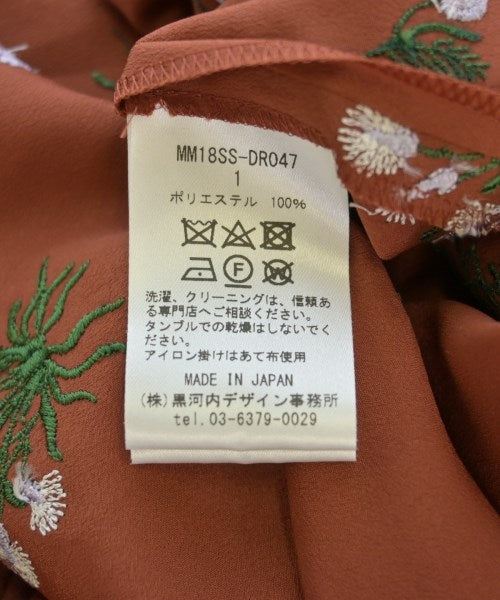 MM18SS-DR047
1
ポリエステル 100%
洗濯、クリーニングは、信頼あ
る専門店へご相談ください。
タンブルでの乾燥はしないでく
ださい。
アイロン掛けはあて布使用
MADE IN JAPAN
(株)黒河内デザイン事務所
tel.03-6379-0029